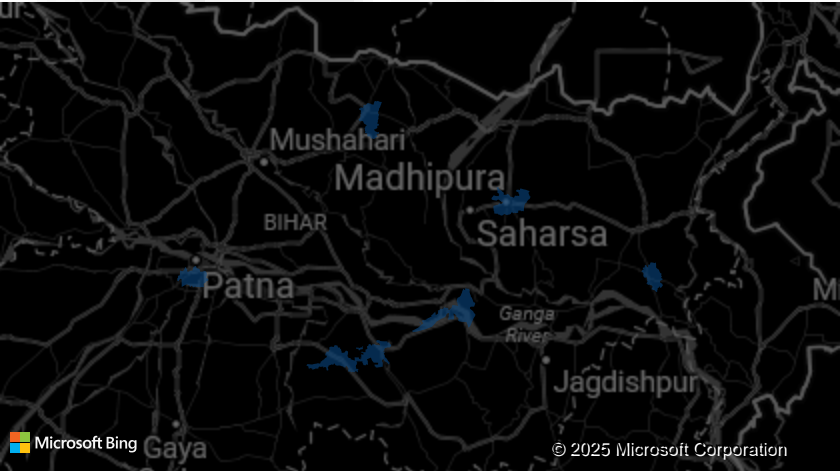 Mushahari
Madhipura
BIHAR
Saharsa
Patna
Ganga
River
Jagdishpur
Microsoft Bing
Gaya
© 2025 Microsoft Corporation